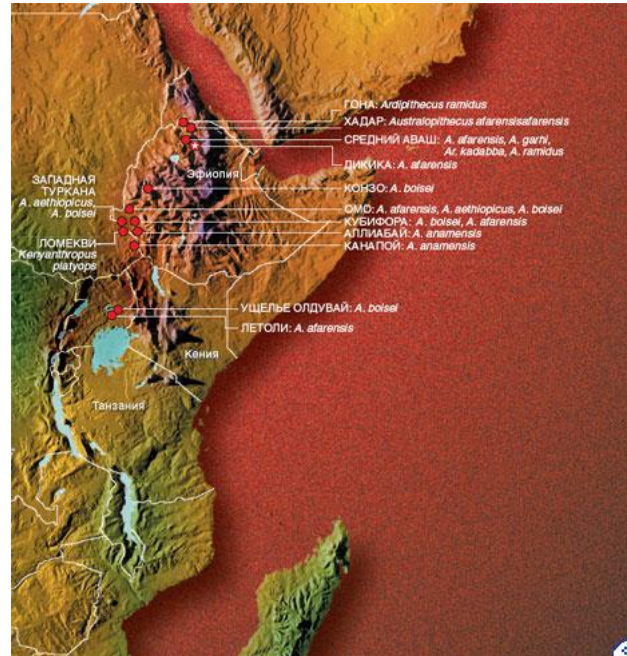 ГОНА: Ardipithecus ramidus
ХАДАР: Australopithecus afarensisafarensis
СРЕДНИЙ АВАШ: A. afarensis, A. garhi,
Ar. kadabba, A. ramidus
ДИКИКА: A. afarensis
Эфиопия
ЗАПАДНАЯ
ТУРКАНА
A. aethiopicus,
A. boisei
КОНЗО: A. boisei
ОМО: A. afarensis, A. aethiopicus, A. boisei
КУБИФОРА: A. boisei, A. afarensis
АЛЛИАБАЙ: A. anamensis
КАНАПОЙ: A. anamensis
ЛОМЕКВИ
Kenyanthropus
platyops
УЩЕЛЬЕ ОЛДУВАЙ: A. boisei
ЛЕТОЛИ: A. afarensis
Кения
Танзания